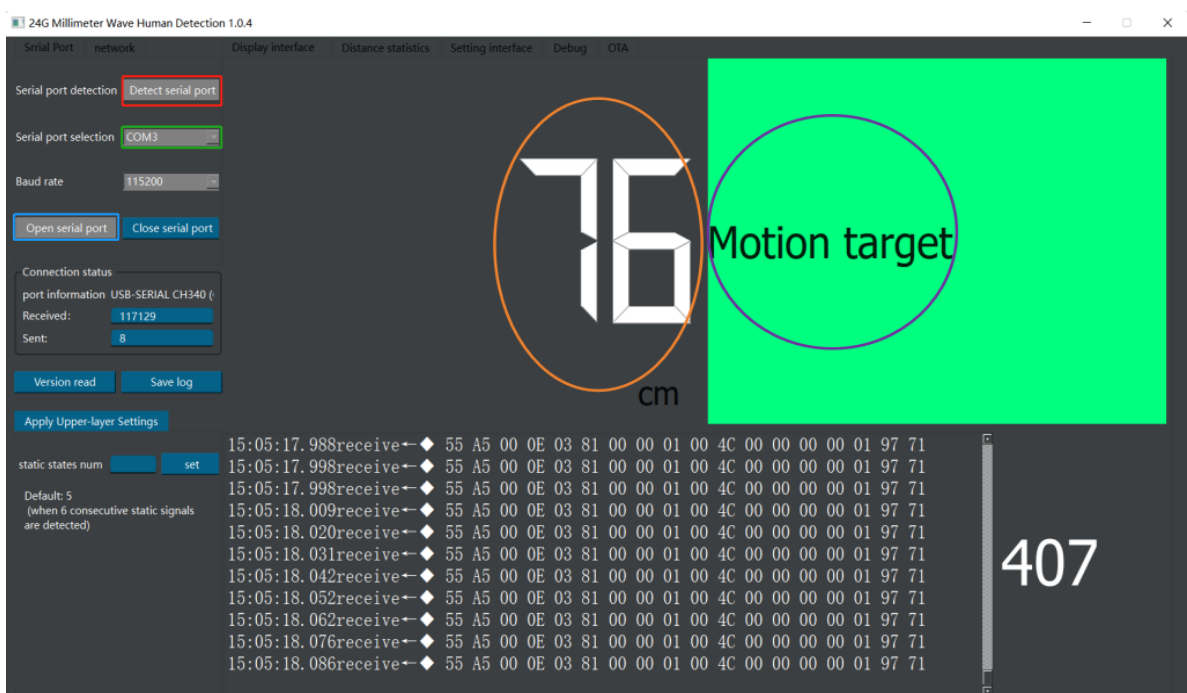 24G Millimeter Wave Human Detection 1.0.4
Srrial Port network Display interface Distance statistics Setting interface Debug OTA
Serial port detection Detect serial port
Serial port selection COM3
Baud rate 115200
Open serial port Close serial port
Connection status
port information USB-SERIAL CH340 (
Received: 117129
Sent: 8
Version read Save log
Apply Upper-layer Settings
static states num set
Default: 5
(when 6 consecutive static signals
are detected)
76
cm
Motion target
15:05:17.988receive←◆ 55 A5 00 0E 03 81 00 00 01 00 4C 00 00 00 00 01 97 71
15:05:17.998receive←◆ 55 A5 00 0E 03 81 00 00 01 00 4C 00 00 00 00 01 97 71
15:05:17.998receive←◆ 55 A5 00 0E 03 81 00 00 01 00 4C 00 00 00 00 01 97 71
15:05:18.009receive←◆ 55 A5 00 0E 03 81 00 00 01 00 4C 00 00 00 00 01 97 71
15:05:18.020receive←◆ 55 A5 00 0E 03 81 00 00 01 00 4C 00 00 00 00 01 97 71
15:05:18.031receive←◆ 55 A5 00 0E 03 81 00 00 01 00 4C 00 00 00 00 01 97 71
15:05:18.042receive←◆ 55 A5 00 0E 03 81 00 00 01 00 4C 00 00 00 00 01 97 71
15:05:18.052receive←◆ 55 A5 00 0E 03 81 00 00 01 00 4C 00 00 00 00 01 97 71
15:05:18.062receive←◆ 55 A5 00 0E 03 81 00 00 01 00 4C 00 00 00 00 01 97 71
15:05:18.076receive←◆ 55 A5 00 0E 03 81 00 00 01 00 4C 00 00 00 00 01 97 71
15:05:18.086receive←◆ 55 A5 00 0E 03 81 00 00 01 00 4C 00 00 00 00 01 97 71
407